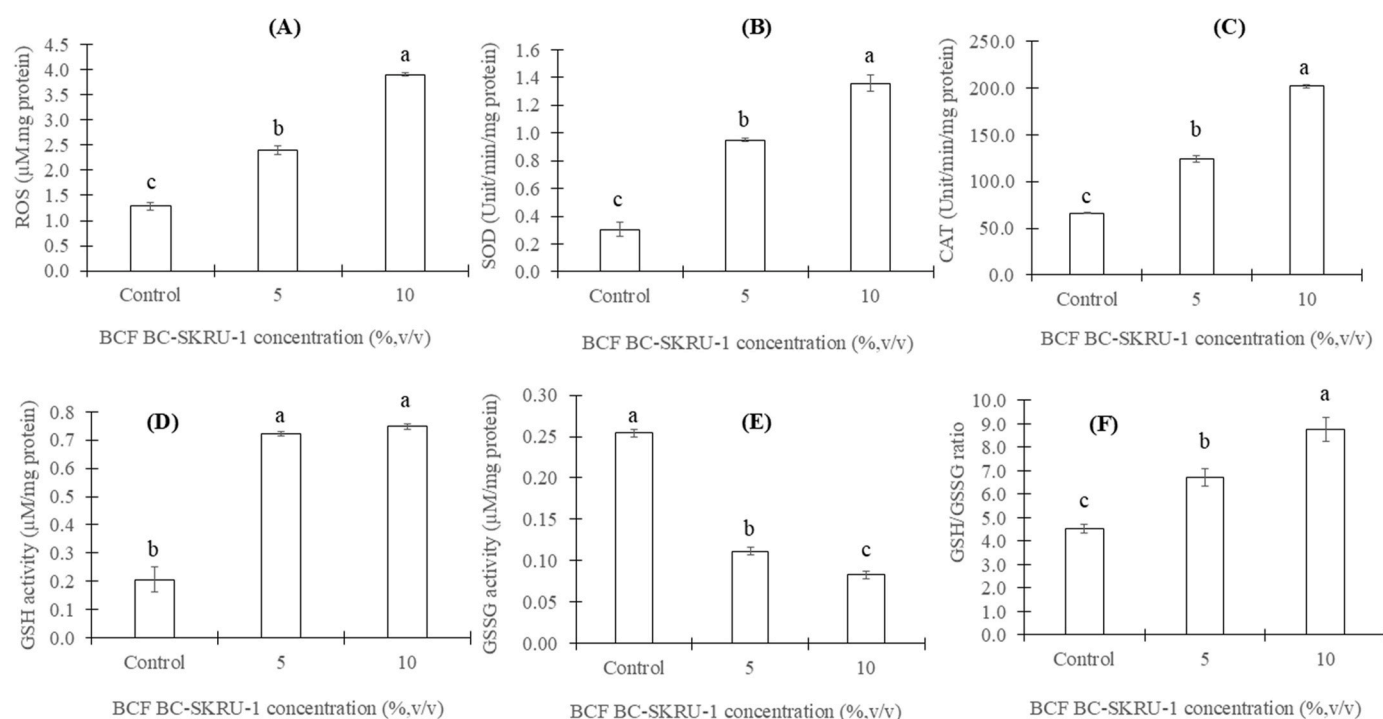 (A)
ROS (µM.mg protein)
4.5
4.0
3.5
3.0
2.5
2.0
1.5
1.0
0.5
0.0
c
b
a
Control 5 10
BCF BC-SKRU-1 concentration (%,v/v)
(B)
SOD (Unit/min/mg protein)
1.6
1.4
1.2
1.0
0.8
0.6
0.4
0.2
0.0
c
b
a
Control 5 10
BCF BC-SKRU-1 concentration (%,v/v)
(C)
CAT (Unit/min/mg protein)
250.0
200.0
150.0
100.0
50.0
0.0
c
b
a
Control 5 10
BCF BC-SKRU-1 concentration (%,v/v)
(D)
GSH activity (µM/mg protein)
0.8
0.7
0.6
0.5
0.4
0.3
0.2
0.1
0.0
b
a
a
Control 5 10
BCF BC-SKRU-1 concentration (%,v/v)
(E)
GSSG activity (µM/mg protein)
0.30
0.25
0.20
0.15
0.10
0.05
0.00
a
b
c
Control 5 10
BCF BC-SKRU-1 concentration (%,v/v)
(F)
GSH/GSSG ratio
10.0
9.0
8.0
7.0
6.0
5.0
4.0
3.0
2.0
1.0
0.0
c
b
a
Control 5 10
BCF BC-SKRU-1 concentration (%,v/v)